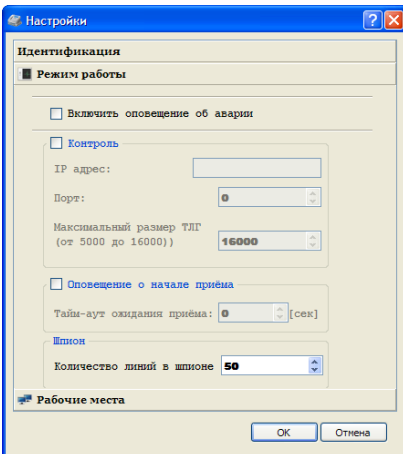 Настройки
Идентификация
Режим работы
Включить оповещение об аварии
Контроль
IP адрес:
Порт: 0
Максимальный размер ТЛГ
(от 5000 до 16000)) 16000
Оповещение о начале приёма
Тайм-аут ожидания приёма: 0 [сек]
Шпион
Количество линий в шпионе 50
Рабочие места
OK Отмена